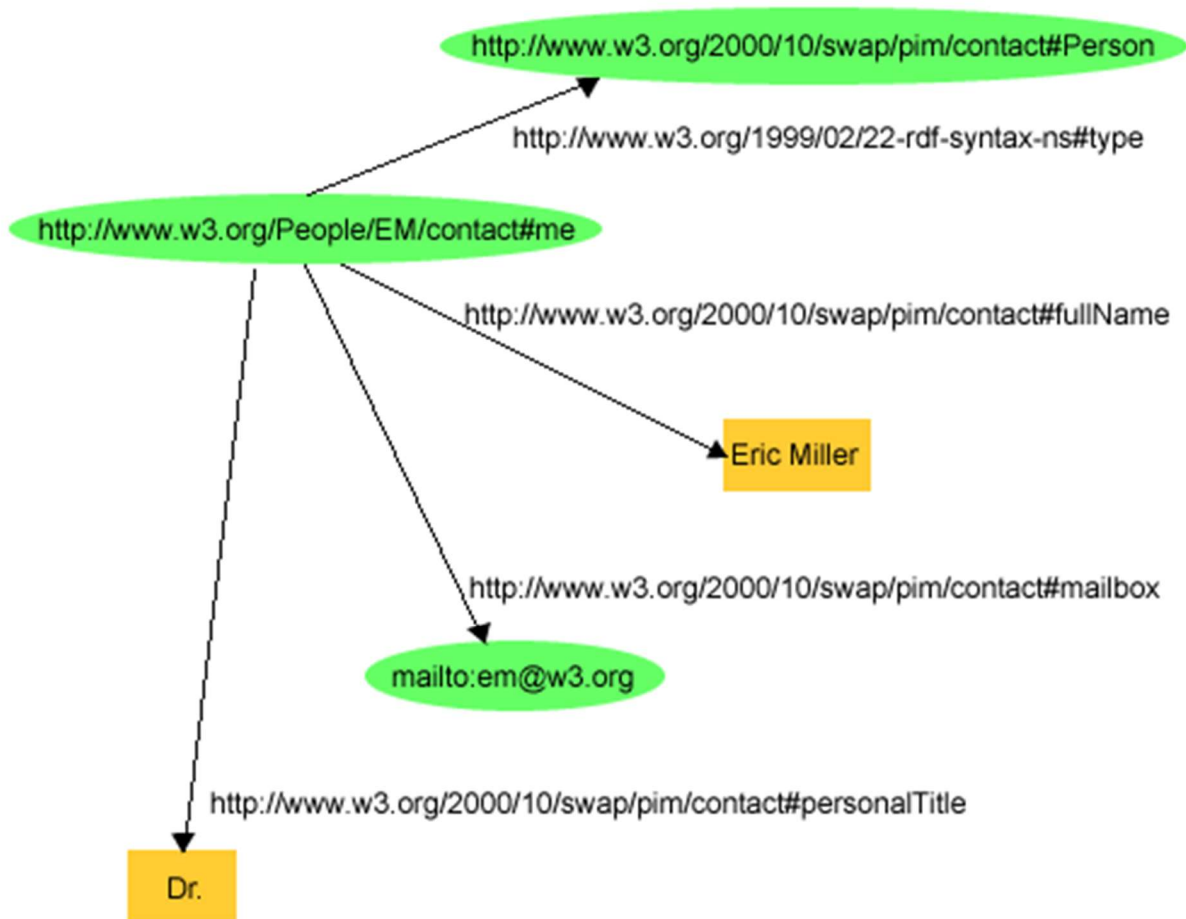 http://www.w3.org/2000/10/swap/pim/contact#Person
http://www.w3.org/1999/02/22-rdf-syntax-ns#type
http://www.w3.org/People/EM/contact#me
http://www.w3.org/2000/10/swap/pim/contact#fullName
Eric Miller
http://www.w3.org/2000/10/swap/pim/contact#mailbox
mailto:em@w3.org
http://www.w3.org/2000/10/swap/pim/contact#personalTitle
Dr.